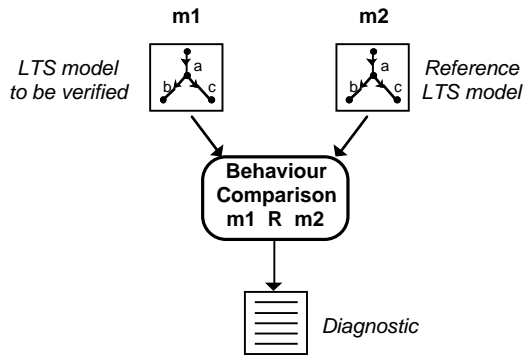 m1 m2
LTS model
to be verified
a
b c
a
b c
Reference
LTS model
Behaviour
Comparison
m1 R m2
Diagnostic